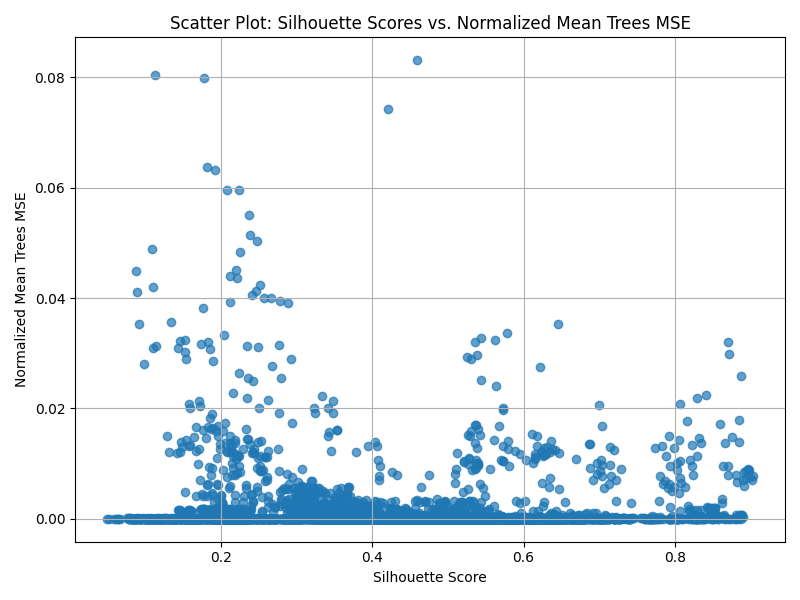 Scatter Plot: Silhouette Scores vs. Normalized Mean Trees MSE
Normalized Mean Trees MSE
0.08
0.06
0.04
0.02
0.00
0.2 0.4 0.6 0.8
Silhouette Score